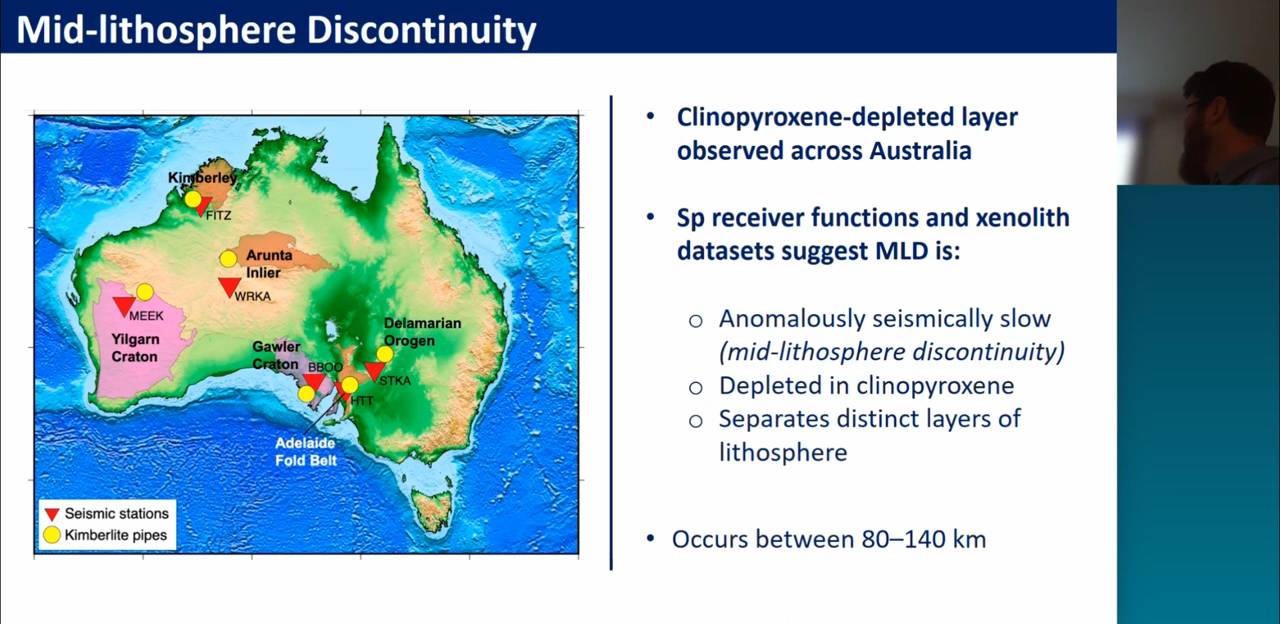 Mid-lithosphere Discontinuity
Kimberley
FITZ
Arunta
Inlier
WRKA
MEEK
Yilgarn
Craton
Delamarian
Orogen
Gawler
Craton
BBOO
STKA
HTT
Adelaide
Fold Belt
Seismic stations
Kimberlite pipes
• Clinopyroxene-depleted layer
observed across Australia
• Sp receiver functions and xenolith
datasets suggest MLD is:
o Anomalously seismically slow
(mid-lithosphere discontinuity)
o Depleted in clinopyroxene
o Separates distinct layers of
lithosphere
• Occurs between 80–140 km